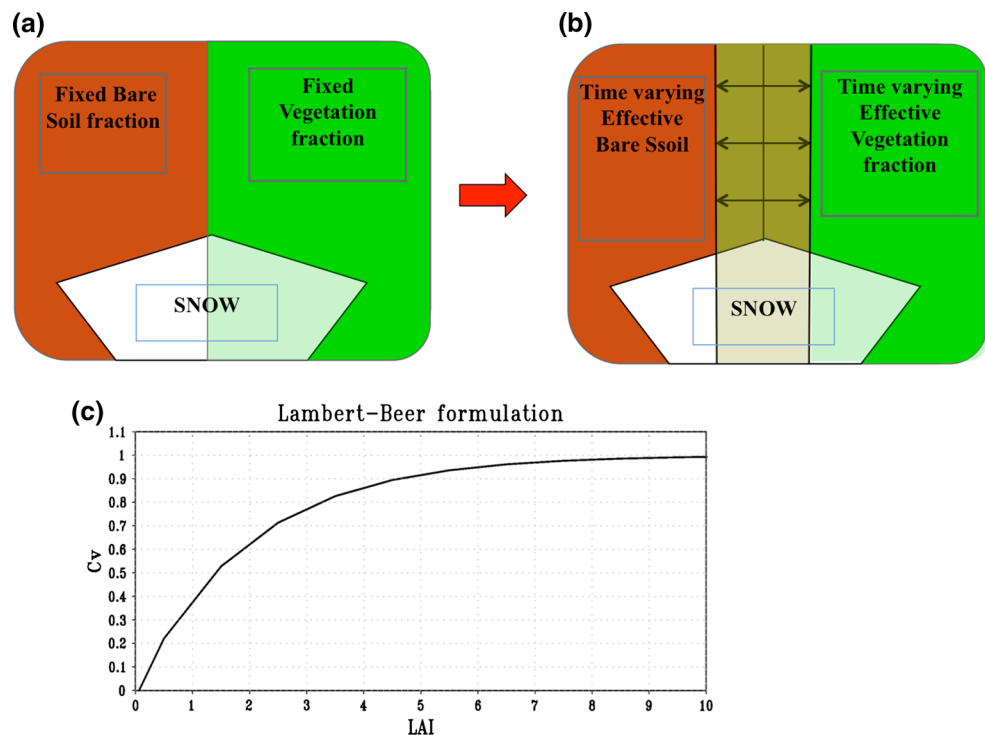 (a)
Fixed Bare
Soil fraction
Fixed
Vegetation
fraction
SNOW
(b)
Time varying
Effective
Bare Ssoil
Time varying
Effective
Vegetation
fraction
SNOW
(c)
Lambert-Beer formulation
1.1
1
0.9
0.8
0.7
0.6
0.5
0.4
0.3
0.2
0.1
0
Cv
0 1 2 3 4 5 6 7 8 9 10
LAI